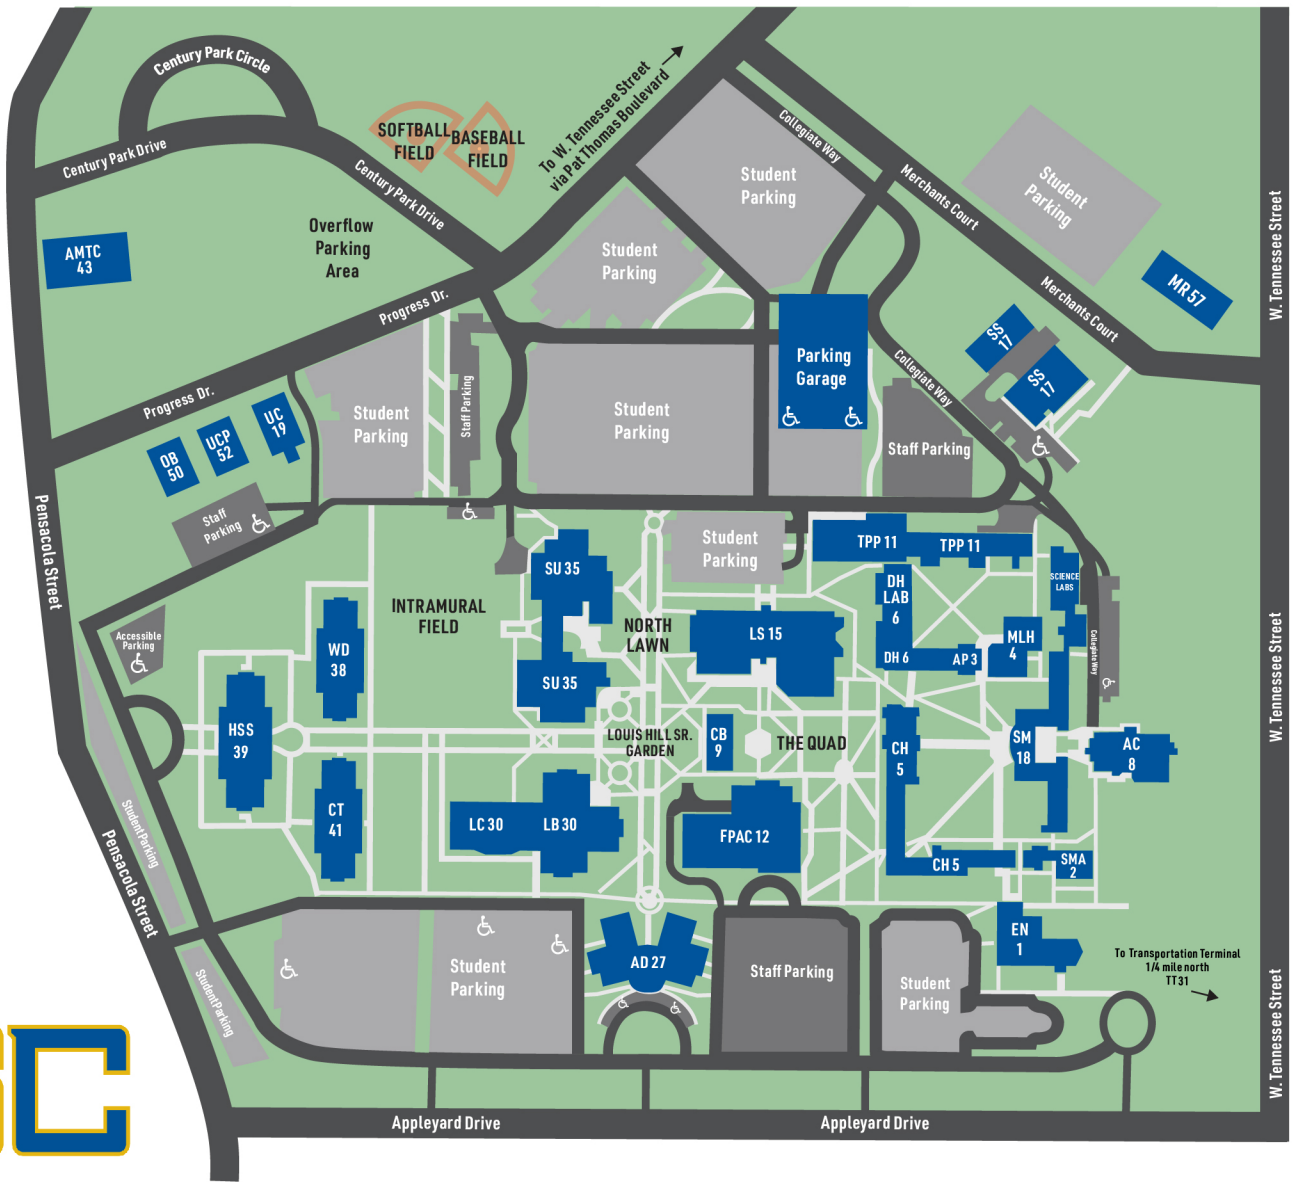 Century Park Circle
Century Park Drive
SOFTBALL
FIELD
BASEBALL
FIELD
To W. Tennessee Street
via Pat Thomas Boulevard
Century Park Drive
Collegiate Way
Merchants Court
Student
Parking
Student
Parking
W. Tennessee Street
Overflow
Parking
Area
AMTC
43
Student
Parking
MR 57
Merchants Court
Progress Dr.
SS
17
SS
17
Parking
Garage
Collegiate Way
Progress Dr.
UC
19
UCP
52
OB
50
Student
Parking
Staff Parking
Student
Parking
Staff Parking
Staff
Parking
Pensacola Street
Student
Parking
TPP 11
TPP 11
SU 35
DH
LAB
6
SCIENCE
LABS
INTRAMURAL
FIELD
NORTH
LAWN
LS 15
MLH
4
DH 6
AP 3
Collegiate Way
W. Tennessee Street
Accessible
Parking
WD
38
SU 35
HSS
39
LOUIS HILL SR.
GARDEN
CB
9
THE QUAD
CH
5
SM
18
AC
8
Student Parking
CT
41
LC 30
LB 30
FPAC 12
CH 5
SMA
2
Pensacola Street
EN
1
Student
Parking
AD 27
Staff Parking
Student
Parking
To Transportation Terminal
1/4 mile north
TT31
W. Tennessee Street
Student Parking
C
Appleyard Drive
Appleyard Drive